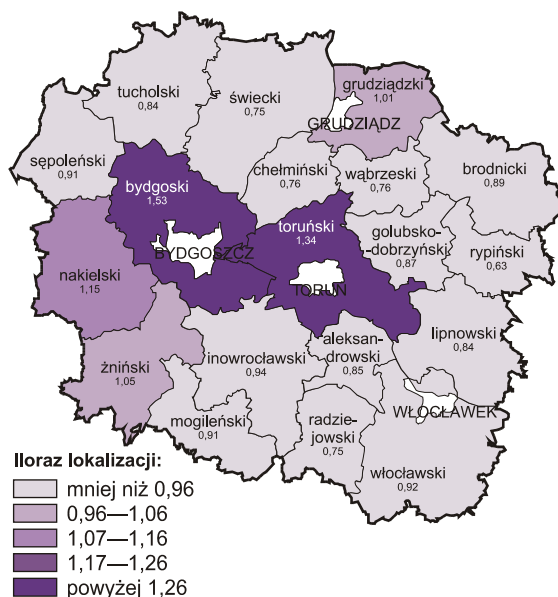 tucholski
0,84
świecki
0,75
grudziądzki
1,01
GRUDZIĄDZ
sępoleński
0,91
bydgoski
1,53
chełmiński
0,76
wąbrzeski
0,76
brodnicki
0,89
BYDGOSZCZ
toruński
1,34
TORUŃ
golubsko-
-dobrzyński
0,87
rypiński
0,63
nakielski
1,15
żniński
1,05
inowrocławski
0,94
aleksan-
drowski
0,85
lipnowski
0,84
mogileński
0,91
radzie-
jowski
0,75
WŁOCŁAWEK
włocławski
0,92
Iloraz lokalizacji:
mniej niż 0,96
0,96—1,06
1,07—1,16
1,17—1,26
powyżej 1,26